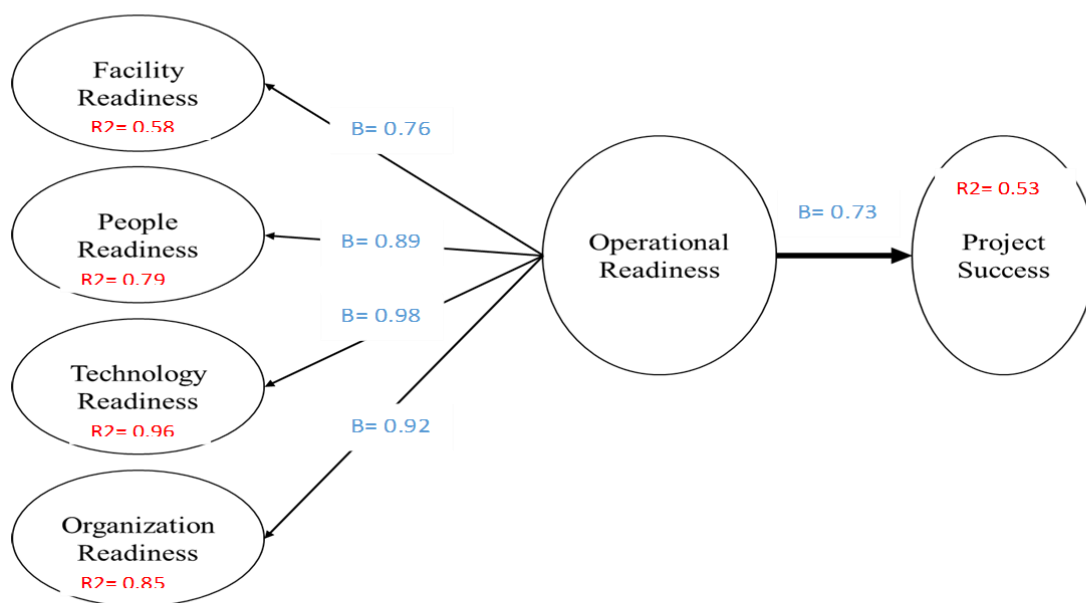 Facility
Readiness
R2= 0.58
B= 0.76
People
Readiness
R2= 0.79
B= 0.89
Technology
Readiness
R2= 0.96
B= 0.98
Organization
Readiness
R2= 0.85
B= 0.92
Operational
Readiness
B= 0.73
R2= 0.53
Project
Success